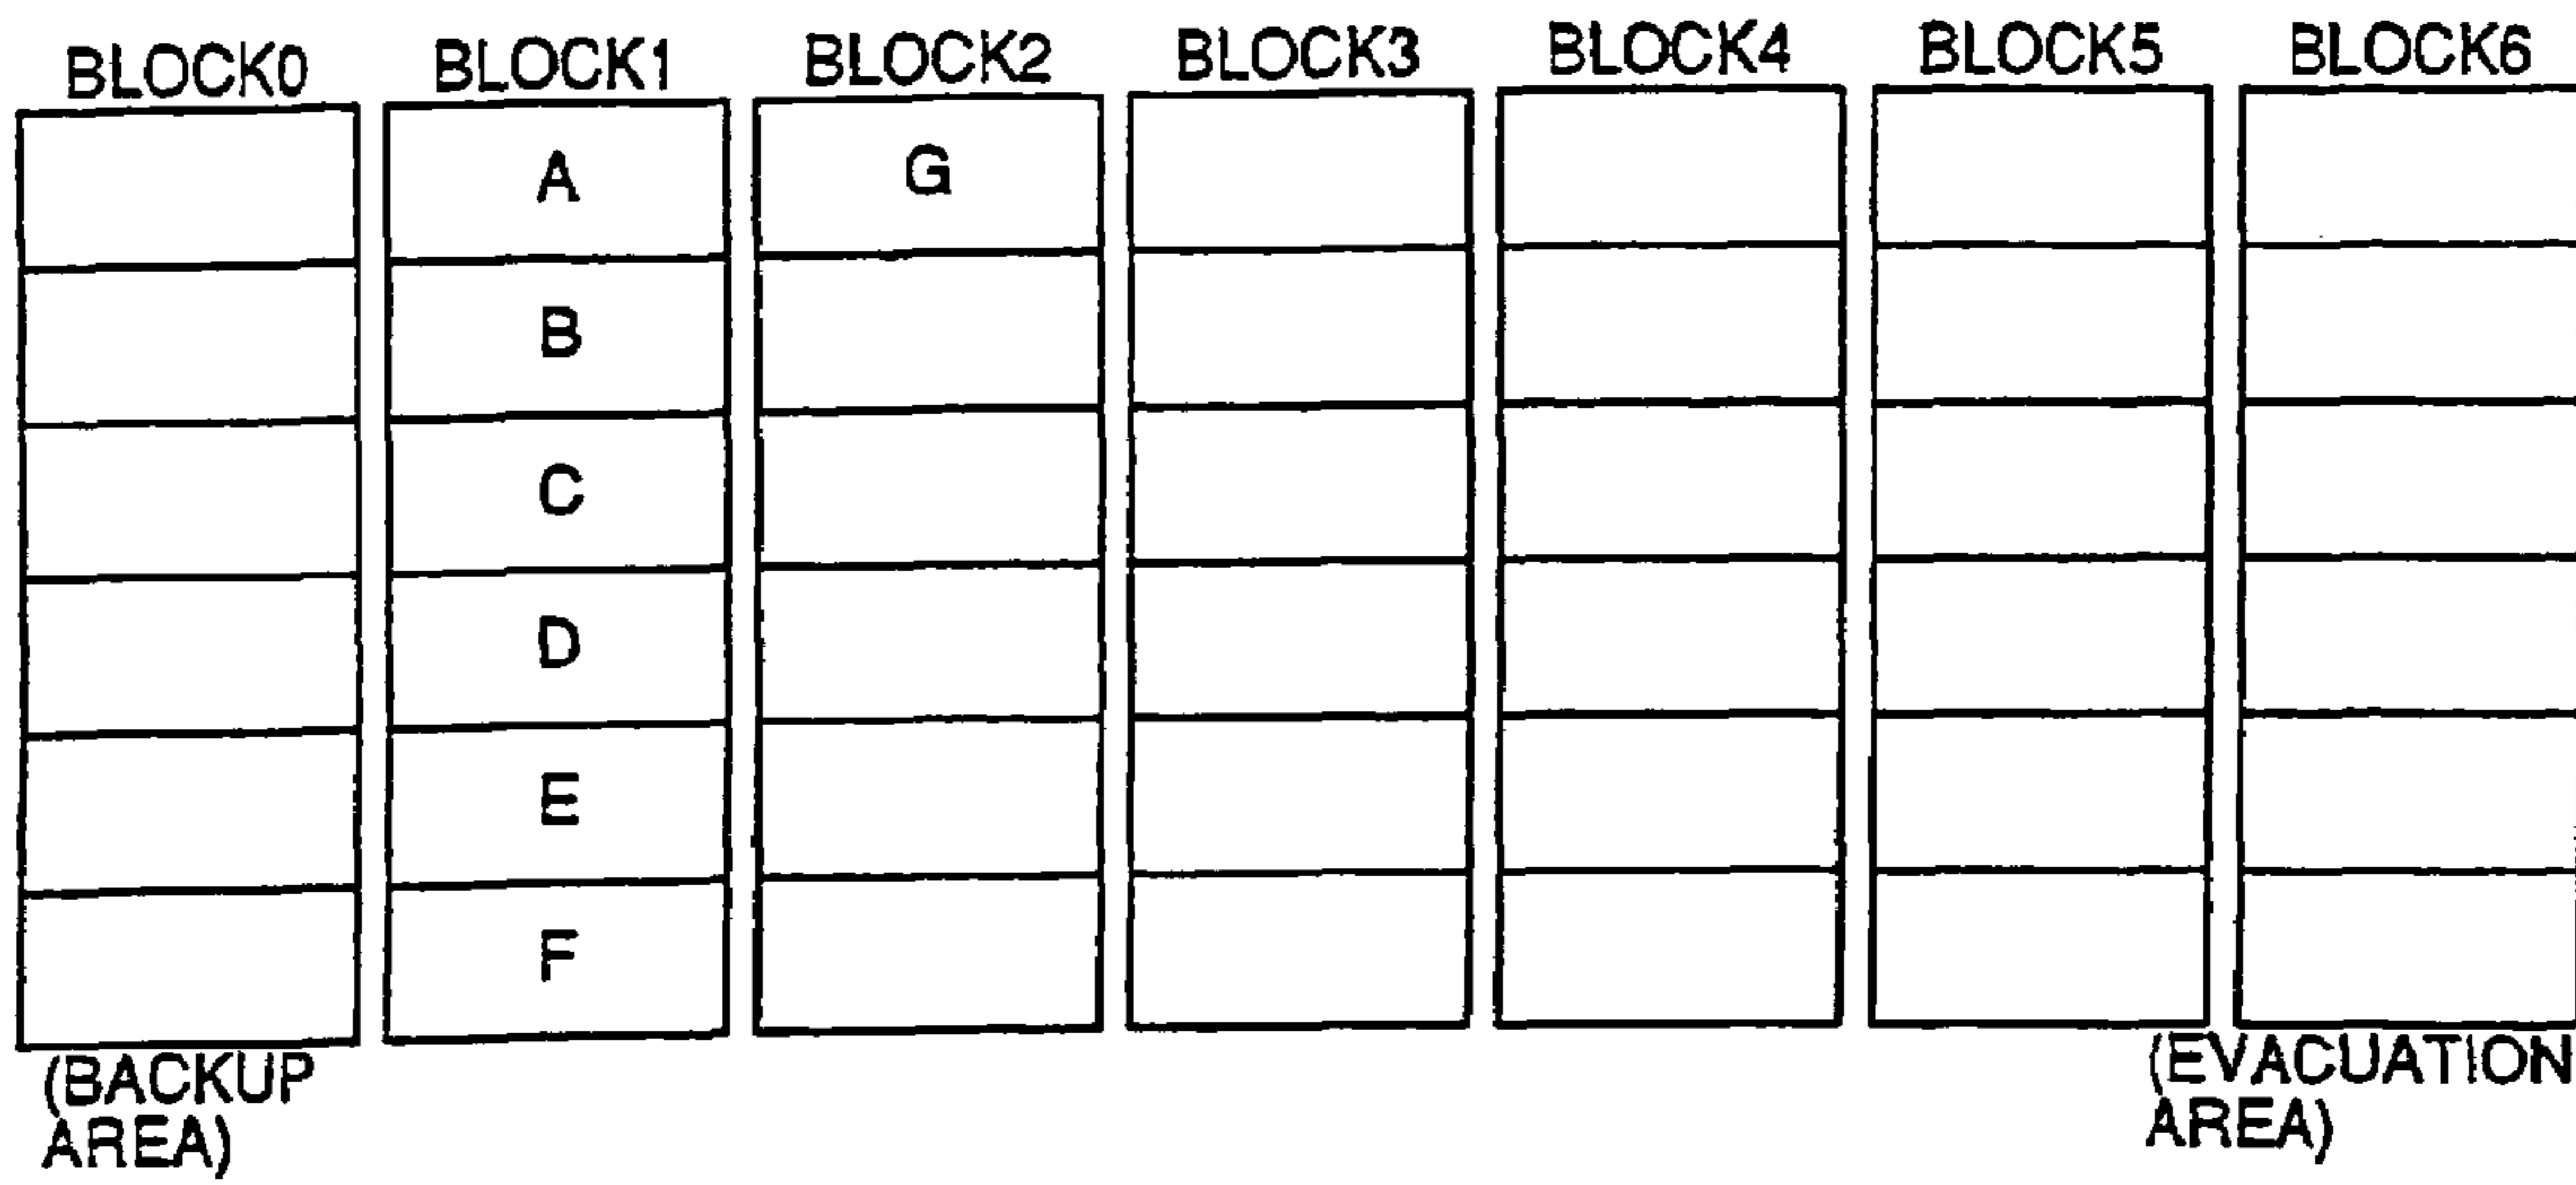 BLOCK0 BLOCK1 BLOCK2 BLOCK3 BLOCK4 BLOCK5 BLOCK6
A G
B
C
D
E
F
(BACKUP
AREA)
(EVACUATION
AREA)